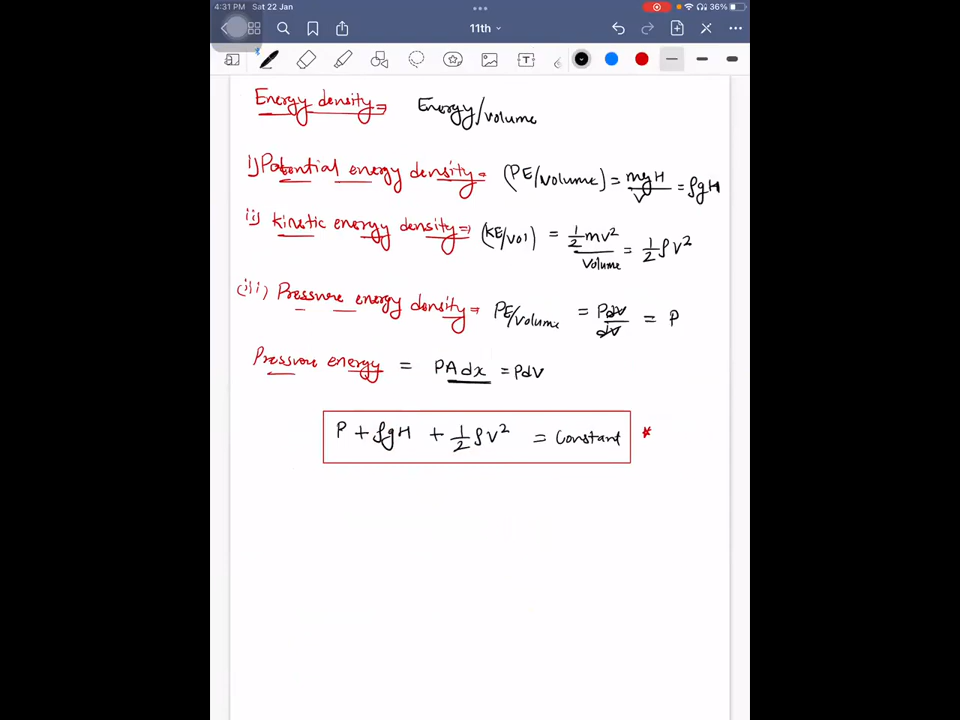 4:31 PM Sat 22 Jan 36%
11th
Energy density ⇒ Energy/volume
i) Potential energy density = (PE/volume) = mgH/V = ρgH
ii) kinetic energy density ⇒ (KE/vol) = ½mv²/Volume = ½ρV²
(iii) Pressure energy density = PE/volume = Pdv/dv = P
Pressure energy = PAdx = Pdv
P + ρgH + ½ρV² = Constant *